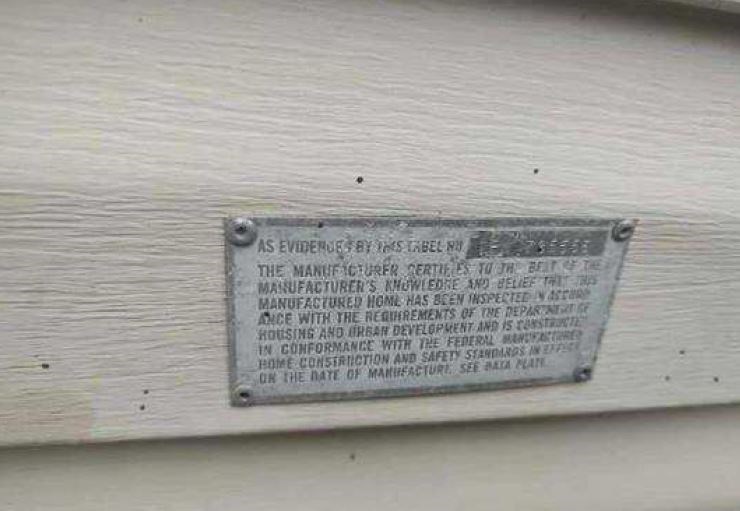 AS EVIDENCED BY THIS LABEL NO
THE MANUFACTURER CERTIFIES TO THE BEST OF THE
MANUFACTURER'S KNOWLEDGE AND BELIEF THAT THIS
MANUFACTURED HOME HAS BEEN INSPECTED IN ACCORD
ANCE WITH THE REQUIREMENTS OF THE DEPARTMENT OF
HOUSING AND URBAN DEVELOPMENT AND IS CONSTRUCTED
IN CONFORMANCE WITH THE FEDERAL MANUFACTURED
HOME CONSTRUCTION AND SAFETY STANDARDS IN EFFECT
ON THE DATE OF MANUFACTURE. SEE DATA PLATE.